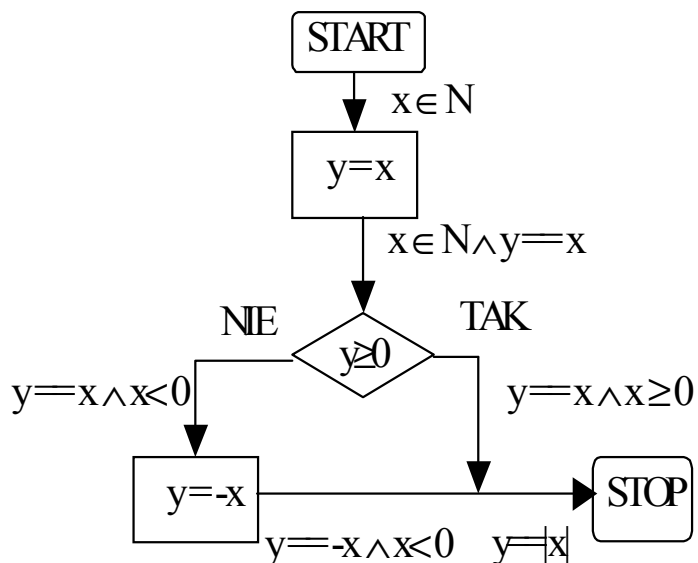 START
x∈N
y=x
x∈N∧y==x
NIE
TAK
y≥0
y==x∧x<0
y==x∧x≥0
y=-x
STOP
y==-x∧x<0
y==|x|